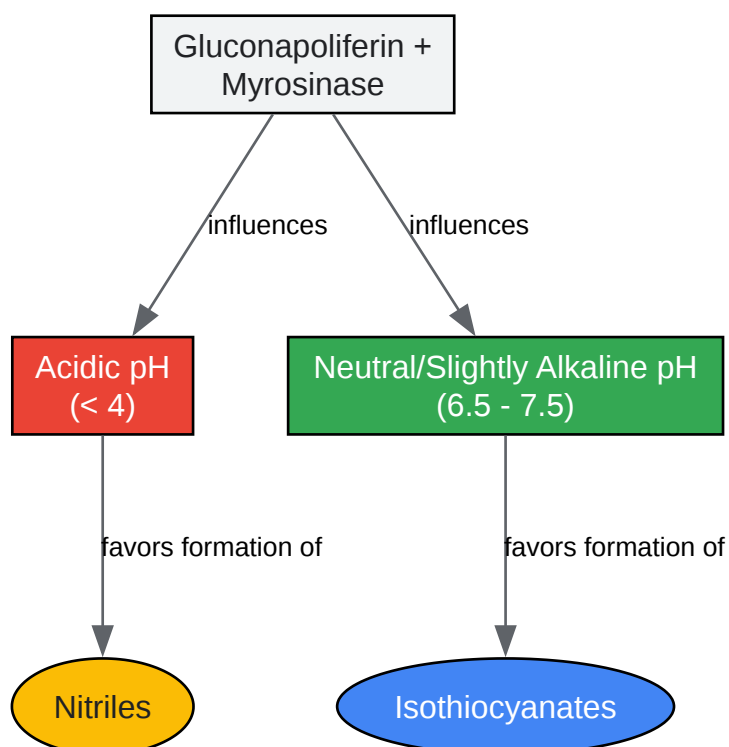 Gluconapoliferin +
Myrosinase
influences
influences
Acidic pH
(< 4)
Neutral/Slightly Alkaline pH
(6.5 - 7.5)
favors formation of
favors formation of
Nitriles
Isothiocyanates